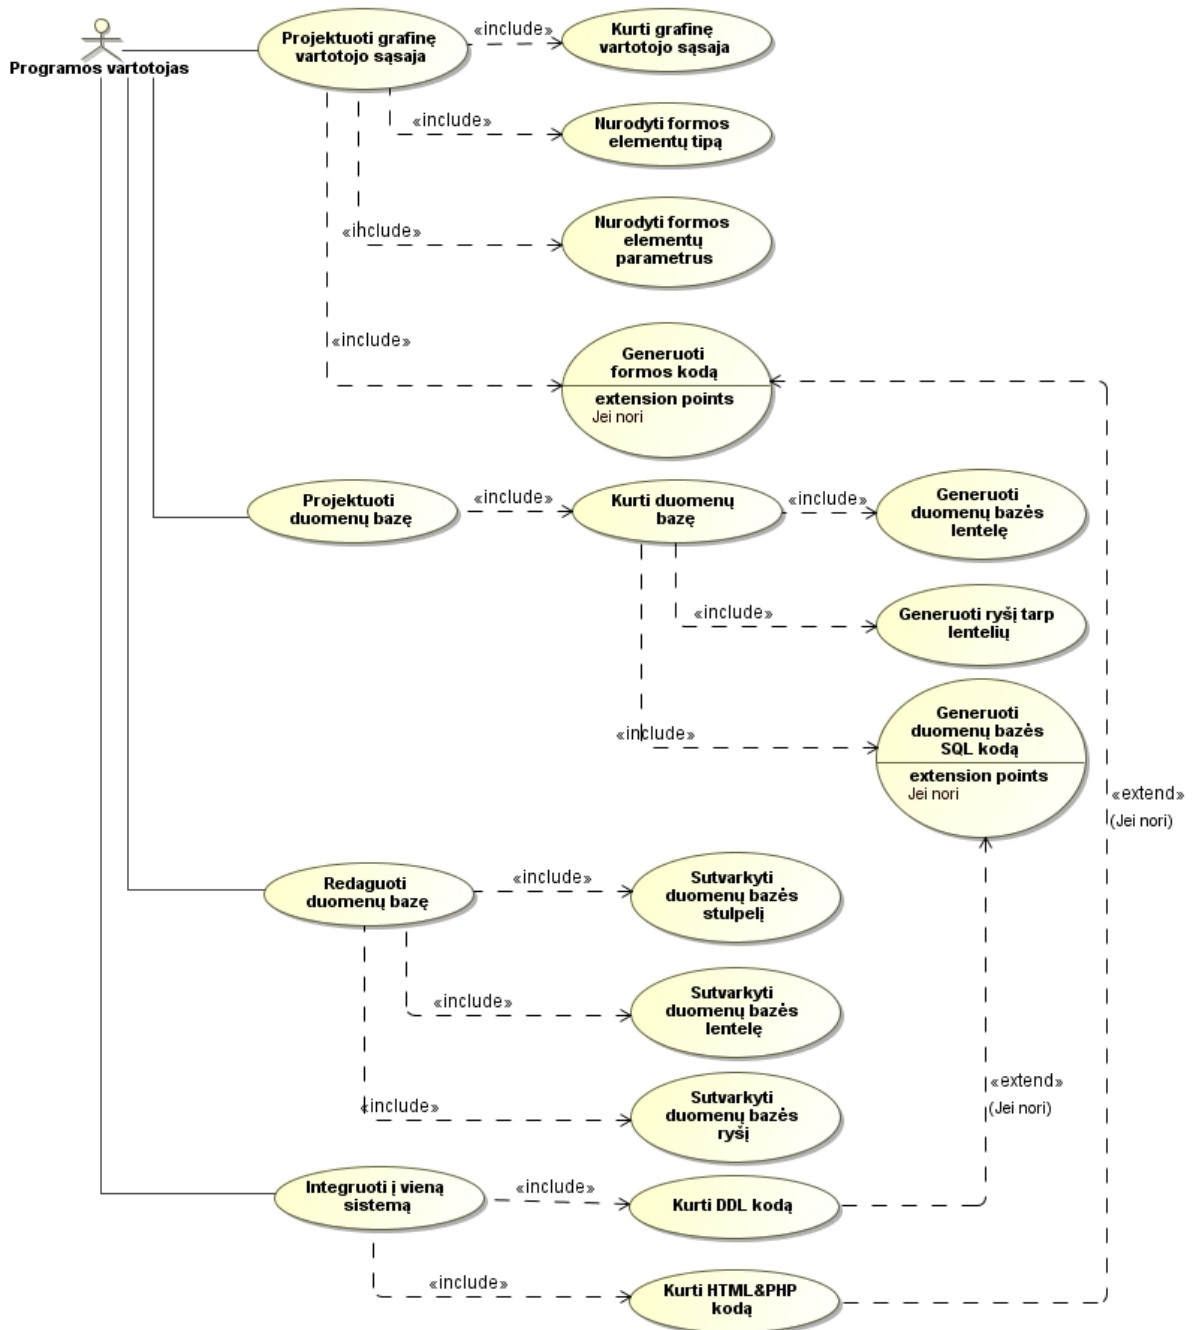 Programos vartotojas
Projektuoti grafinę
vartotojo sąsaja
«include»
Kurti grafinę
vartotojo sąsaja
«include»
Nurodyti formos
elementų tipą
«include»
Nurodyti formos
elementų
parametrus
«include»
Generuoti
formos kodą
extension points
Jei nori
Projektuoti
duomenų bazę
«include»
Kurti duomenų
bazę
«include»
Generuoti
duomenų bazės
lentelę
«include»
Generuoti ryšį tarp
lentelių
«include»
Generuoti
duomenų bazės
SQL kodą
extension points
Jei nori
«extend»
(Jei nori)
Redaguoti
duomenų bazę
«include»
Sutvarkyti
duomenų bazės
stulpelį
«include»
Sutvarkyti
duomenų bazės
lentelę
«extend»
(Jei nori)
«include»
Sutvarkyti
duomenų bazės
ryšį
Integruoti į vieną
sistemą
«include»
Kurti DDL kodą
«include»
Kurti HTML&PHP
kodą